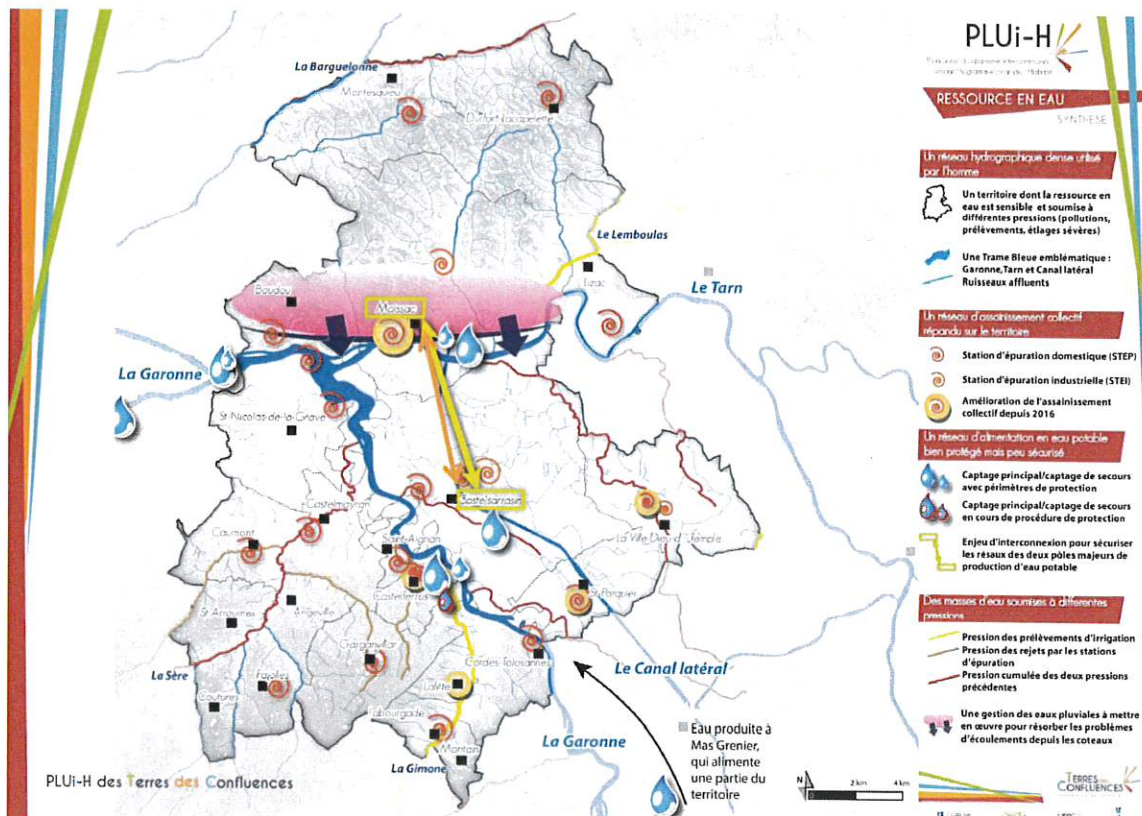 PLUi-H
RESSOURCE EN EAU
SYNTHESE
Un réseau hydrographique dense utilisé
par l'homme
Un territoire dont la ressource en
eau est sensible et soumise à
différentes pressions (pollutions,
prélèvements, étiages sévères)
Une Trame Bleue emblématique :
Garonne,Tarn et Canal latéral
Ruisseaux affluents
Un réseau d'assainissement collectif
répandu sur le territoire
Station d'épuration domestique (STEP)
Station d'épuration industrielle (STEI)
Amélioration de l'assainissement
collectif depuis 2016
Un réseau d'alimentation en eau potable
bien protégé mais peu sécurisé
Captage principal/captage de secours
avec périmètres de protection
Captage principal/captage de secours
en cours de procédure de protection
Enjeu d'interconnexion pour sécuriser
les résaux des deux pôles majeurs de
production d'eau potable
Des masses d'eau soumises à différentes
pressions
Pression des prélèvements d'irrigation
Pression des rejets par les stations
d'épuration
Pression cumulée des deux pressions
précédentes
Une gestion des eaux pluviales à mettre
en œuvre pour résorber les problèmes
d'écoulements depuis les coteaux
TERRES des
CONFLUENCES
La Barguelonne
Montesquieu
Durfort-Lacapelette
Le Lemboulas
Lizac
Le Tarn
Boudou
Moissac
La Garonne
St-Nicolas-de-la-Grave
Castelsarrasin
Castelmayran
Caumont
Saint-Aignan
La Ville-Dieu-du-Temple
Castelferrus
St-Porquier
St-Arroumex
Angeville
Garganvillar
Cordes-Tolosannes
La Sère
Fajolles
Lafitte
Le Canal latéral
Coutures
Labourgade
Montain
La Garonne
La Gimone
Eau produite à
Mas Grenier,
qui alimente
une partie du
territoire
N
2 km
4 km
PLUi-H des Terres des Confluences